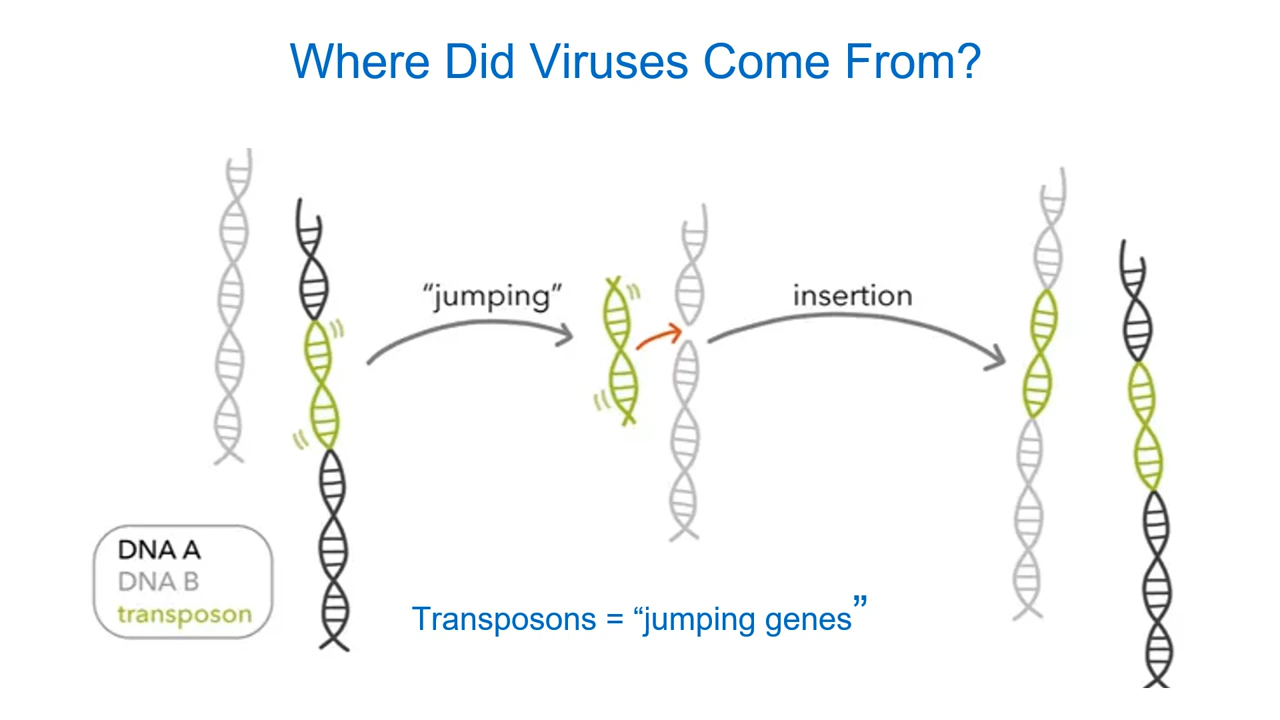 Where Did Viruses Come From?
“jumping”
insertion
DNA A
DNA B
transposon
Transposons = “jumping genes”